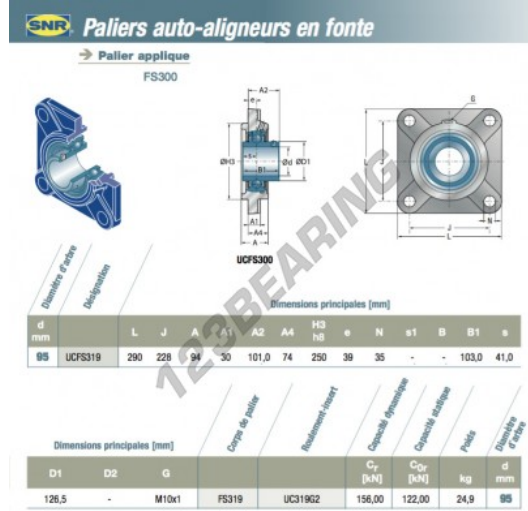 SNR Paliers auto-aligneurs en fonte
Palier applique
FS300
A2
e
s
B1
ØH3
Ød
ØD1
A1
A4
A
UCFS300
G
L
J
N
J
L
123BEARING
Diamètre d'arbre
Désignation
Dimensions principales [mm]
d mm L J A A1 A2 A4 H3 h8 e N s1 B B1 s
95 UCFS319 290 228 94 30 101,0 74 250 39 35 - - 103,0 41,0
Dimensions principales [mm]
Corps de palier
Roulement-insert
Capacité dynamique
Capacité statique
Poids
Diamètre d'arbre
D1 D2 G Cr [kN] C0r [kN] kg d mm
126,5 - M10x1 FS319 UC319G2 156,00 122,00 24,9 95